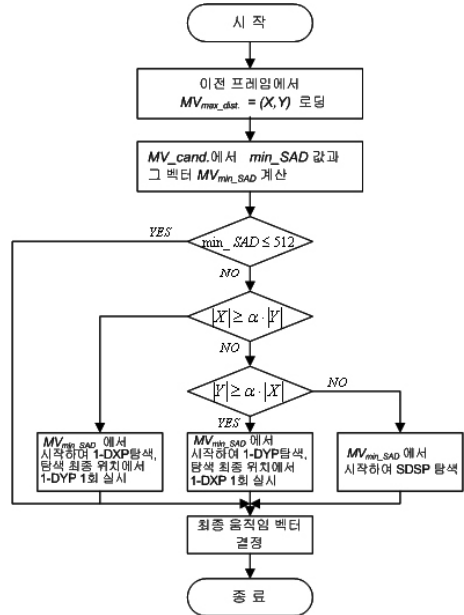 시 작
이전 프레임에서
MVmax_dist. = (X,Y) 로딩
MV_cand.에서 min_SAD 값과
그 벡터 MVmin_SAD 계산
YES
min_SAD ≤ 512
NO
|X| ≥ α·|Y|
NO
|Y| ≥ α·|X|
NO
YES
MVmin_SAD 에서
시작하여 1-DXP탐색,
탐색 최종 위치에서
1-DYP 1회 실시
MVmin_SAD 에서
시작하여 1-DYP탐색,
탐색 최종 위치에서
1-DXP 1회 실시
MVmin_SAD 에서
시작하여 SDSP 탐색
최종 움직임 벡터
결정
종 료